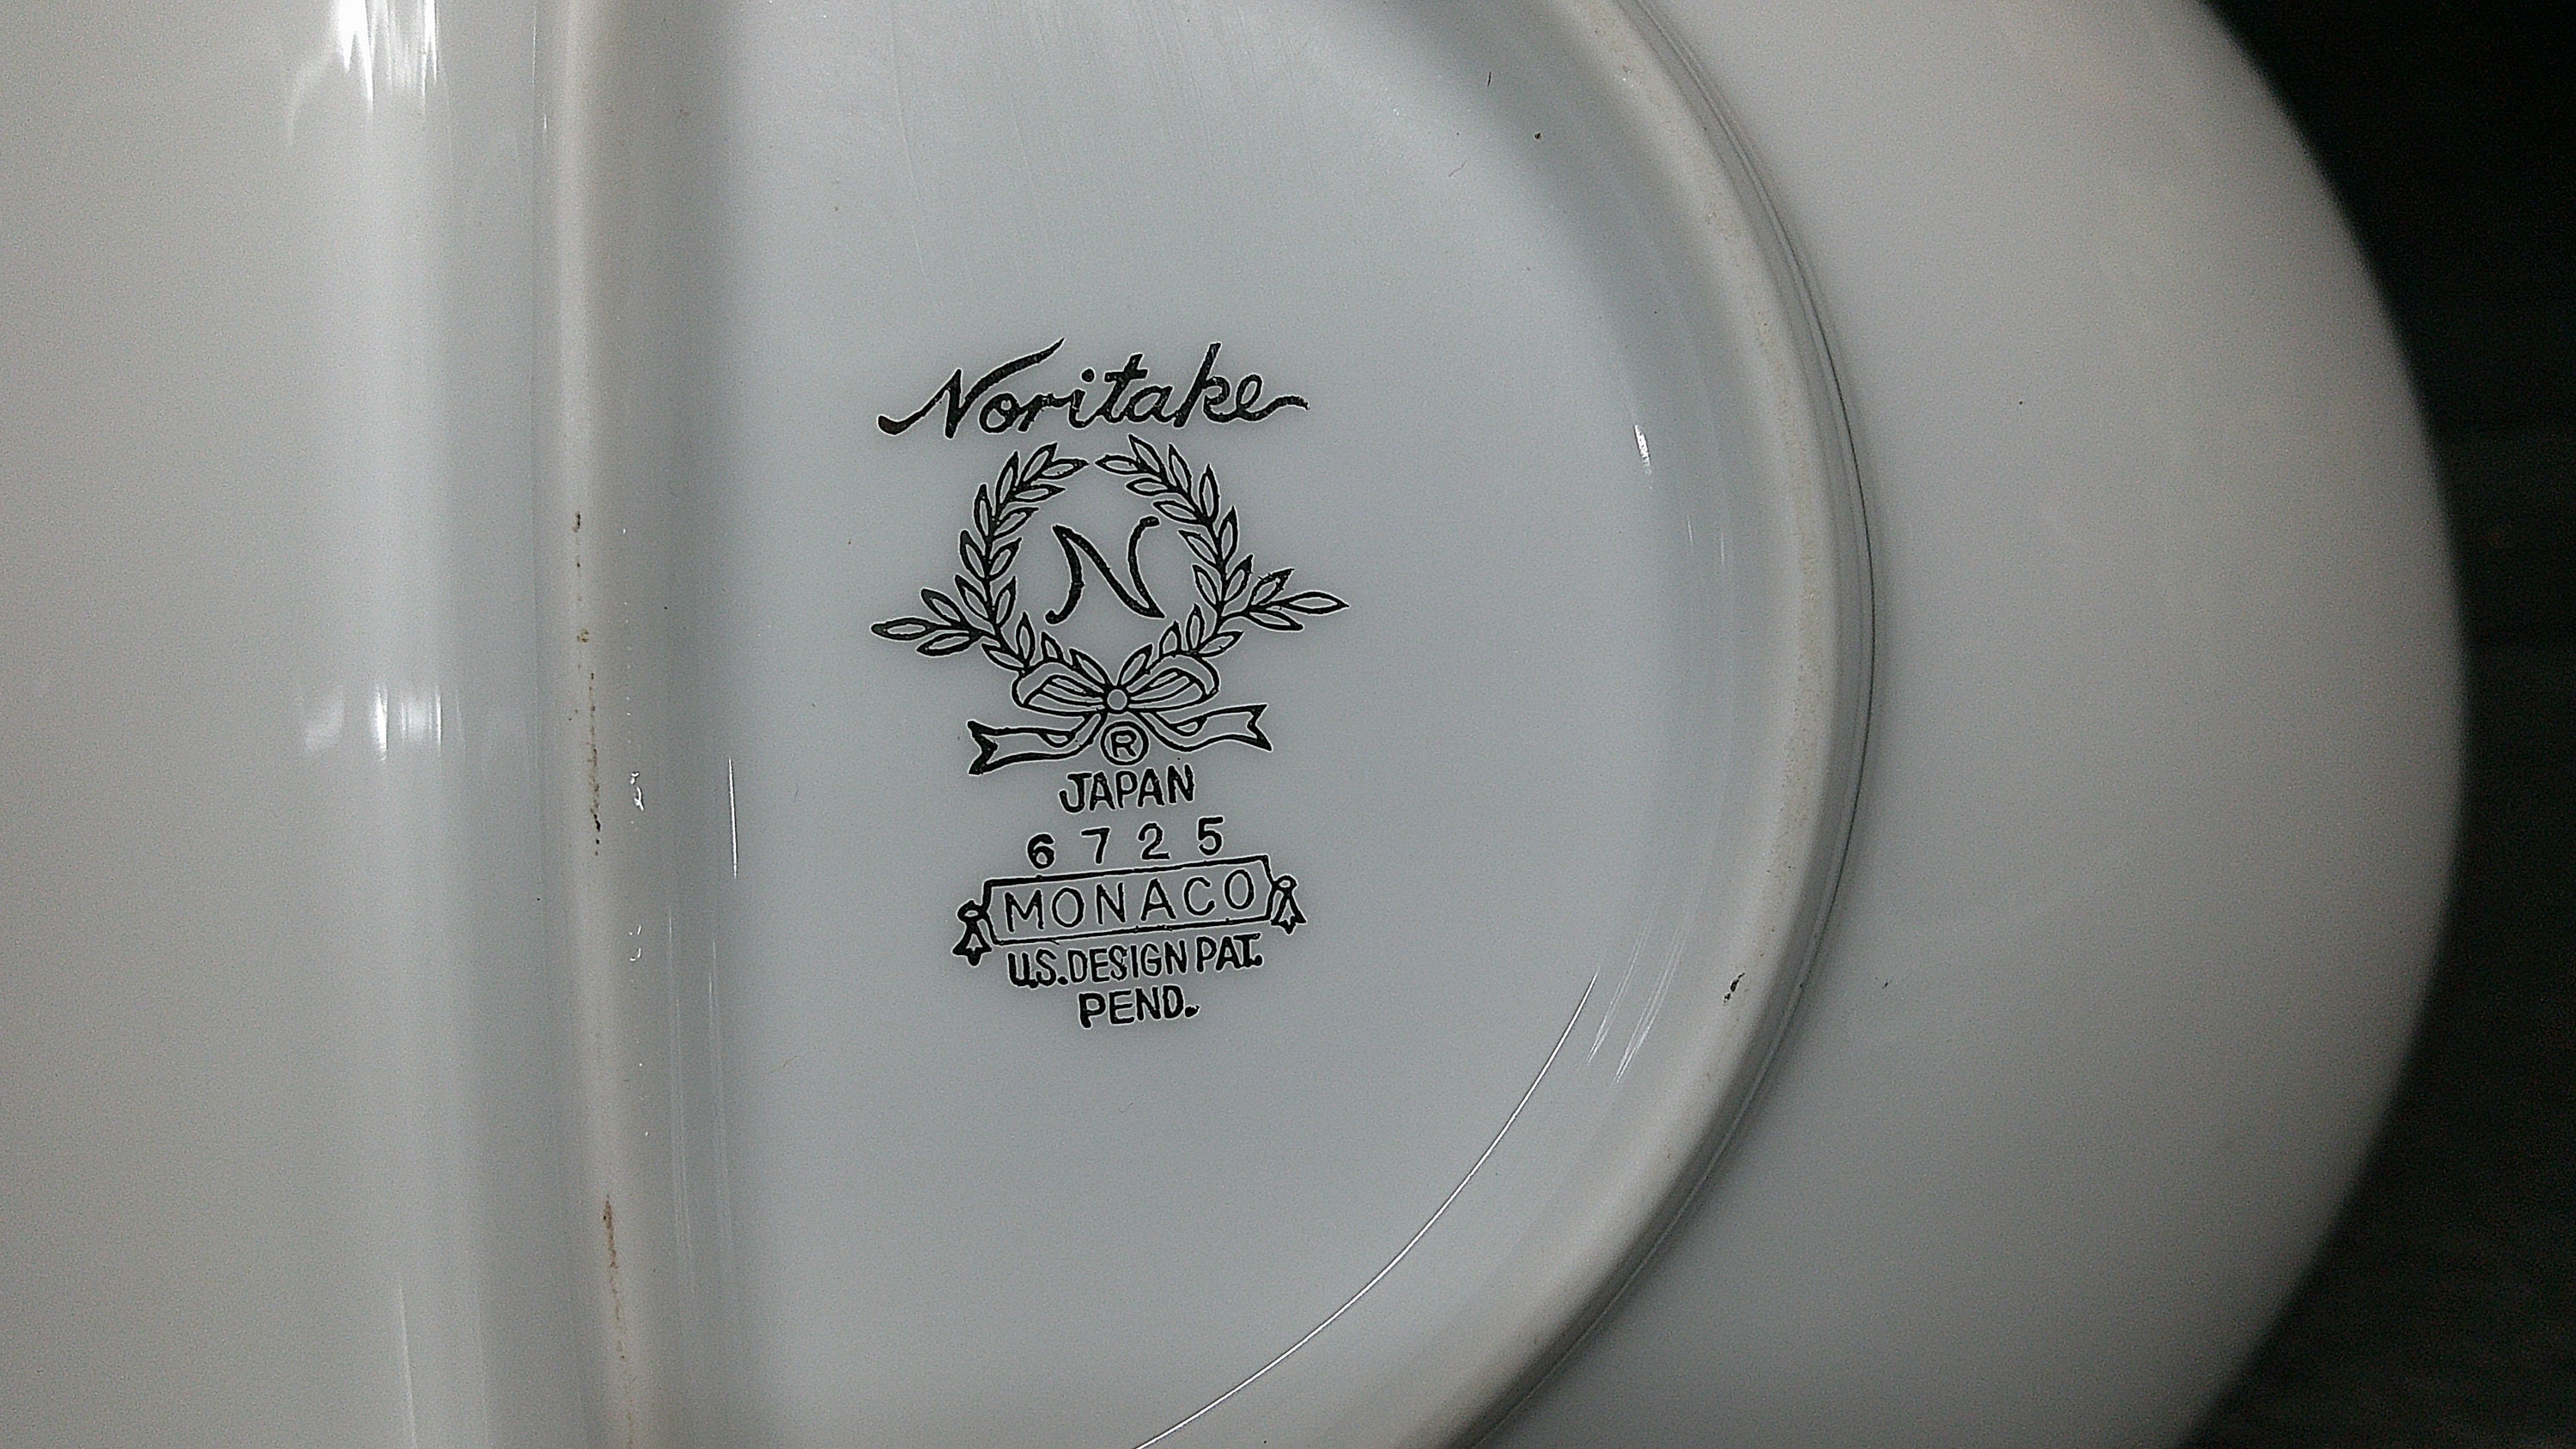 Noritake
N
®
JAPAN
6725
MONACO
U.S.DESIGN PAT.
PEND.